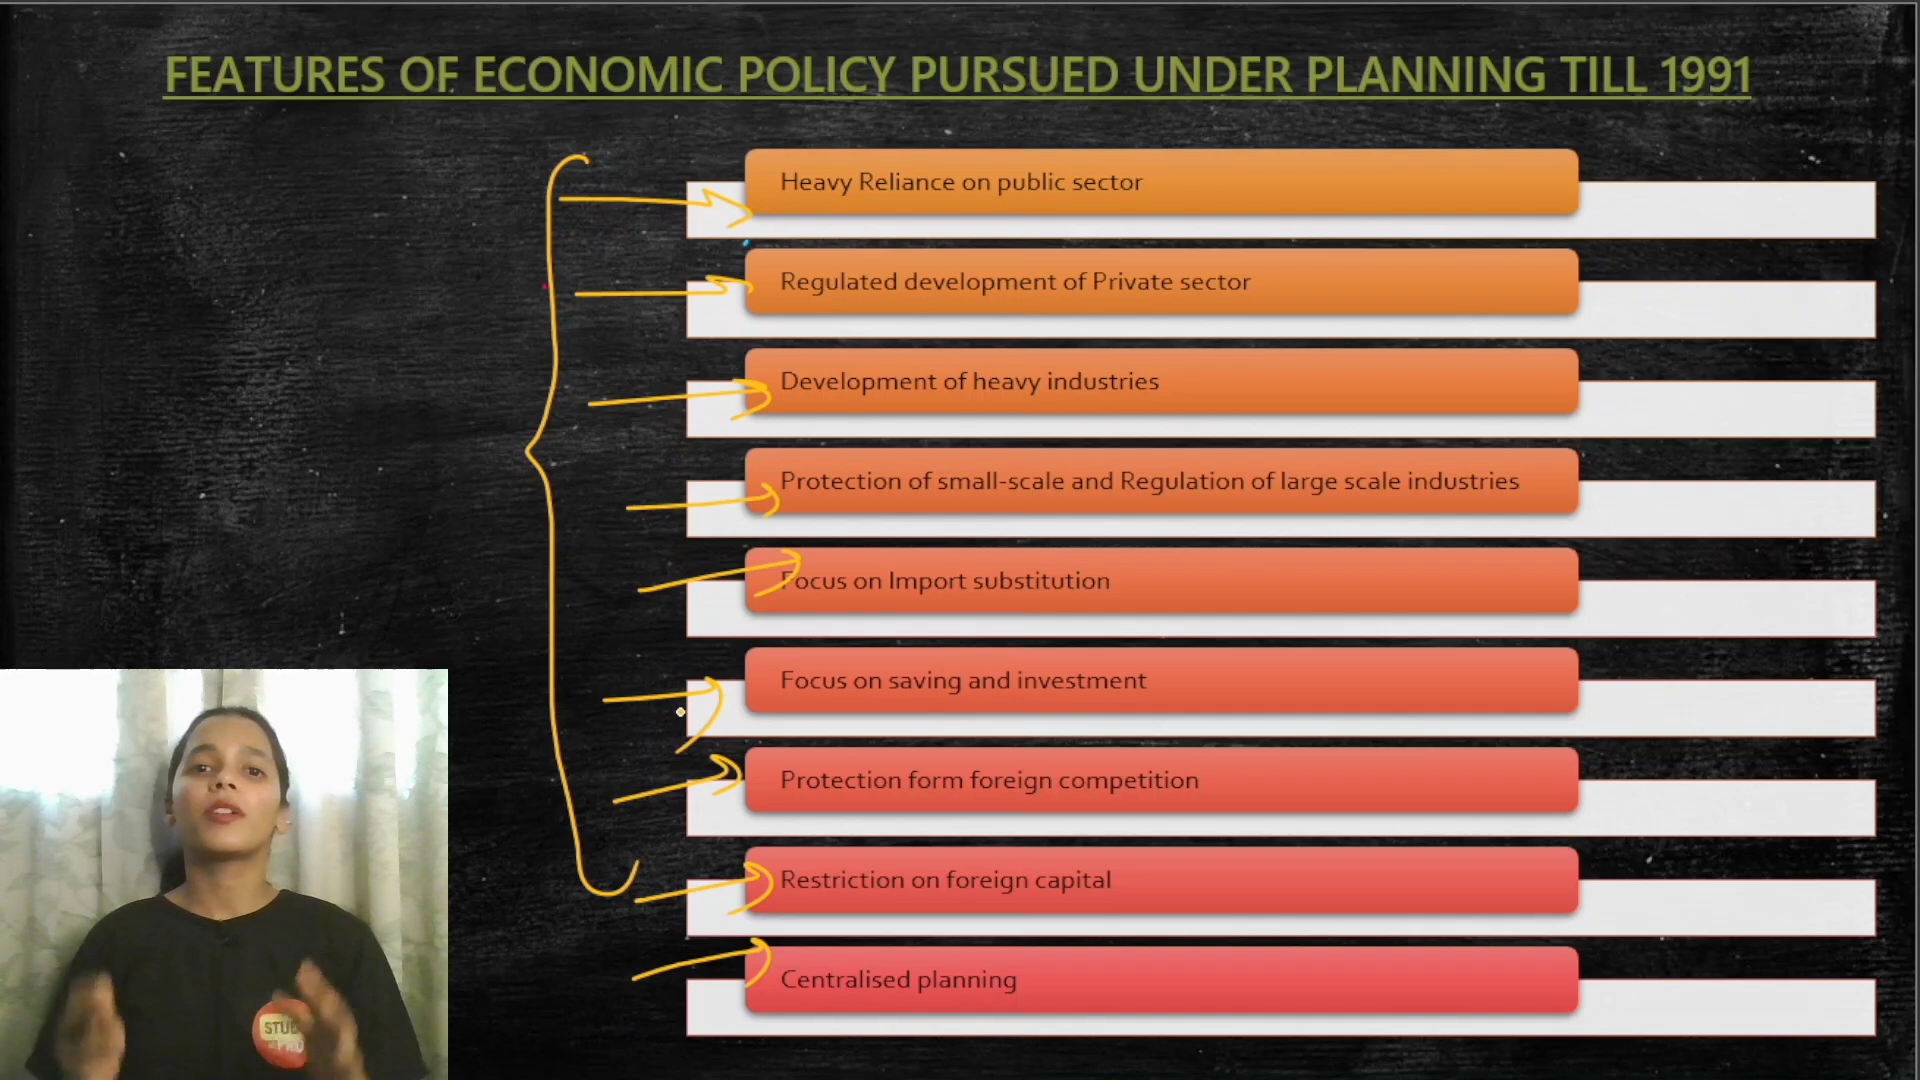 FEATURES OF ECONOMIC POLICY PURSUED UNDER PLANNING TILL 1991
Heavy Reliance on public sector
Regulated development of Private sector
Development of heavy industries
Protection of small-scale and Regulation of large scale industries
Focus on Import substitution
Focus on saving and investment
Protection form foreign competition
Restriction on foreign capital
Centralised planning